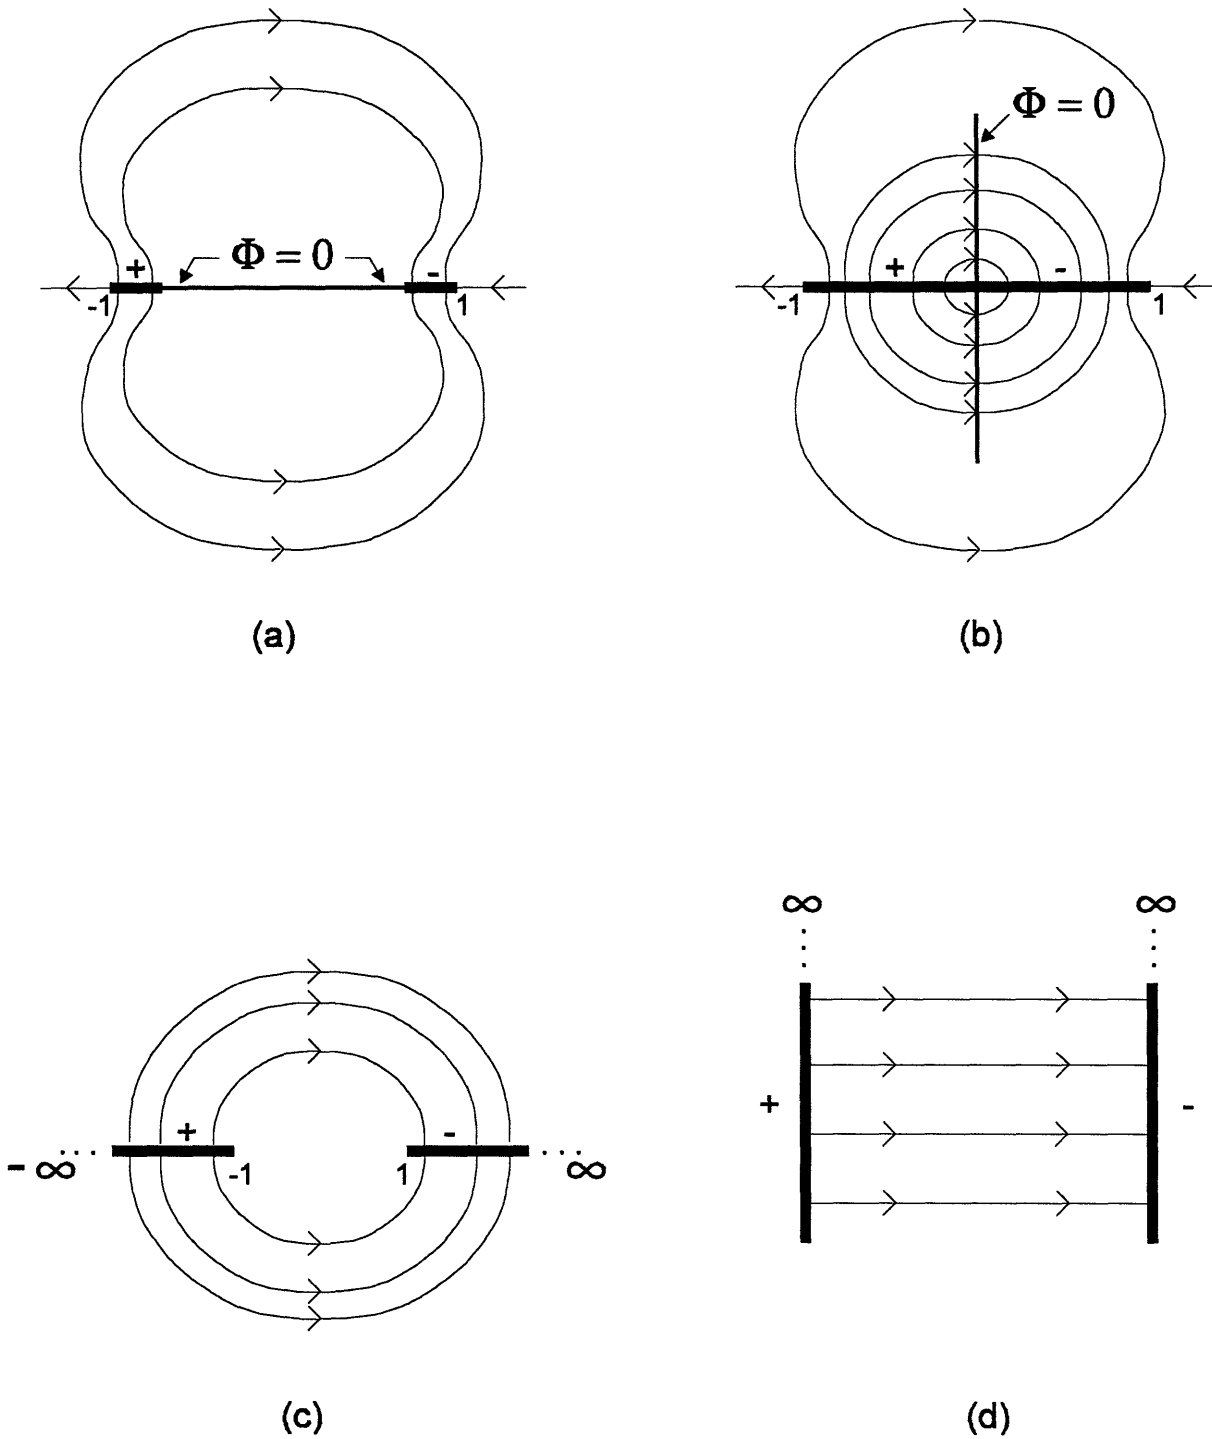 Φ = 0
+ -
-1 1
(a)
Φ = 0
+ -
-1 1
(b)
+ -
- ∞ ... -1 1 ... ∞
(c)
∞ ∞
+ -
(d)